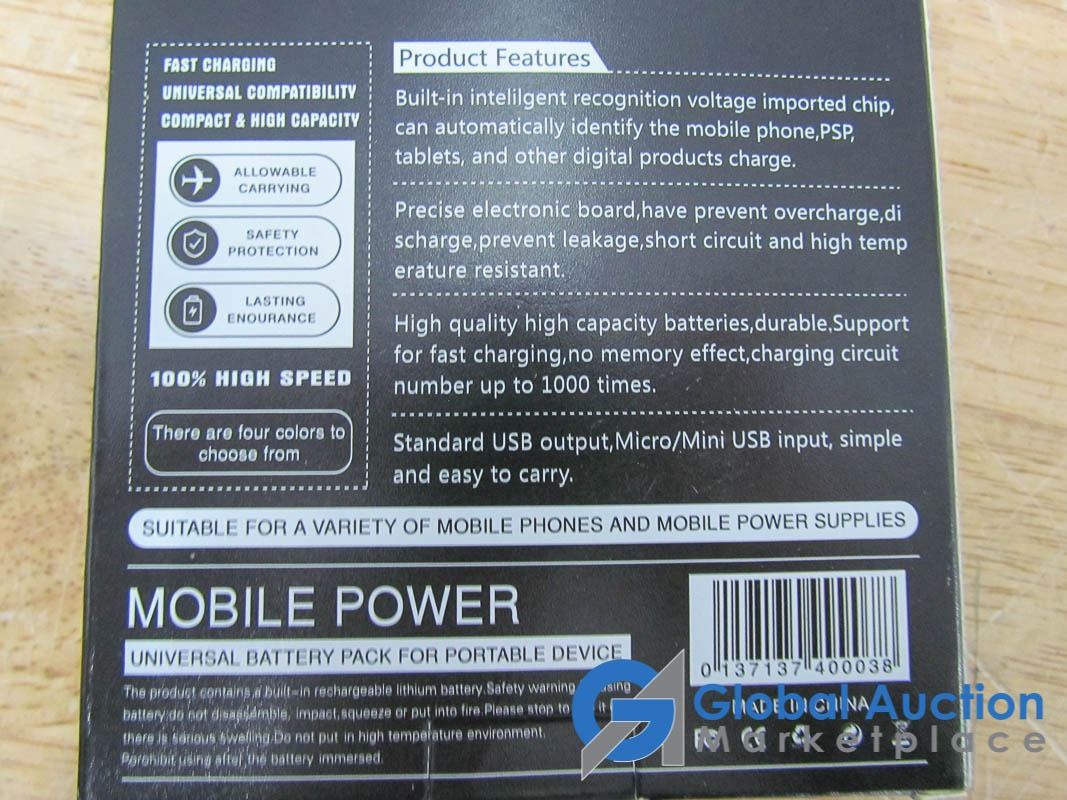 FAST CHARGING
UNIVERSAL COMPATIBILITY
COMPACT & HIGH CAPACITY
ALLOWABLE
CARRYING
SAFETY
PROTECTION
LASTING
ENOURANCE
100% HIGH SPEED
There are four colors to
choose from
Product Features
Built-in intelilgent recognition voltage imported chip,
can automatically identify the mobile phone,PSP,
tablets, and other digital products charge.
Precise electronic board,have prevent overcharge,di
scharge,prevent leakage,short circuit and high temp
erature resistant.
High quality high capacity batteries,durable,Support
for fast charging,no memory effect,charging circuit
number up to 1000 times.
Standard USB output,Micro/Mini USB input, simple
and easy to carry.
SUITABLE FOR A VARIETY OF MOBILE PHONES AND MOBILE POWER SUPPLIES
MOBILE POWER
UNIVERSAL BATTERY PACK FOR PORTABLE DEVICE
The product contains a built-in rechargeable lithium battery.Safety warning using
battery:do not disassemble, impact,squeeze or put into fire.Please stop it
there is serious swelling.Do not put in high temperature environment.
Porohibit using after the battery immersed.
0 137137 400038
MADE IN CHINA
Global Auction
Marketplace